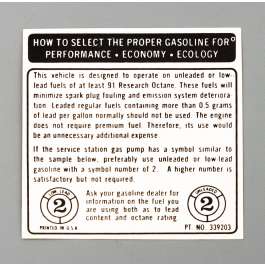 HOW TO SELECT THE PROPER GASOLINE FOR
PERFORMANCE • ECONOMY • ECOLOGY
This vehicle is designed to operate on unleaded or low-
lead fuels of at least 91 Research Octane. These fuels will
minimize spark plug fouling and emission system deteriora-
tion. Leaded regular fuels containing more than 0.5 grams
of lead per gallon normally should not be used. The engine
does not require premium fuel. Therefore, its use would
be an unnecessary additional expense.
If the service station gas pump has a symbol similar to
the sample below, preferably use unleaded or low-lead
gasoline with a symbol number of 2. A higher number is
satisfactory but not required.
LOW LEAD
2
Ask your gasoline dealer for
information on the fuel you
are using both as to lead
content and octane rating
UNLEADED
2
PRINTED IN U.S.A.
PT. NO. 339203